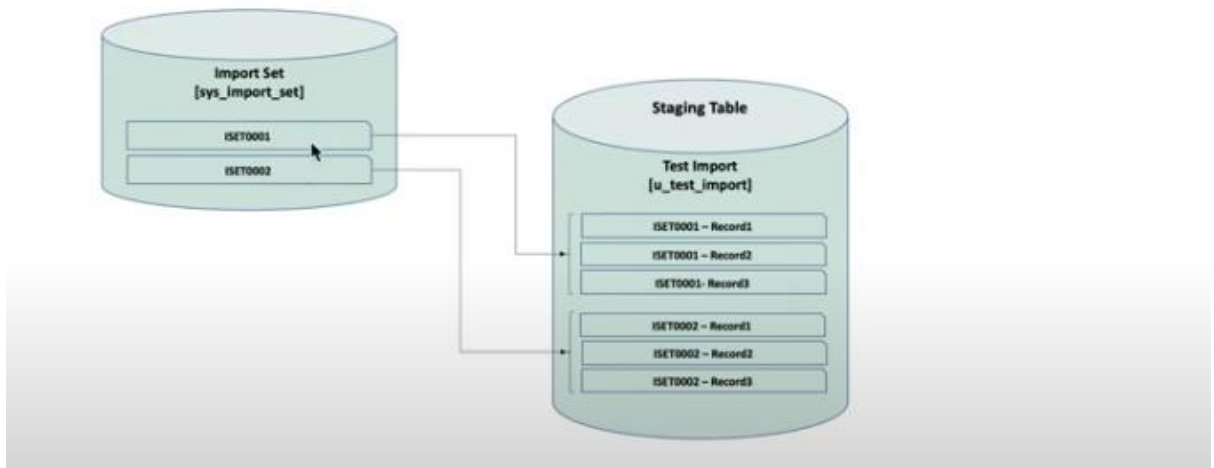 Import Set
[sys_import_set]
ISET0001
ISET0002
Staging Table
Test Import
[u_test_import]
ISET0001 – Record1
ISET0001 – Record2
ISET0001- Record3
ISET0002 – Record1
ISET0002 – Record2
ISET0002 – Record3